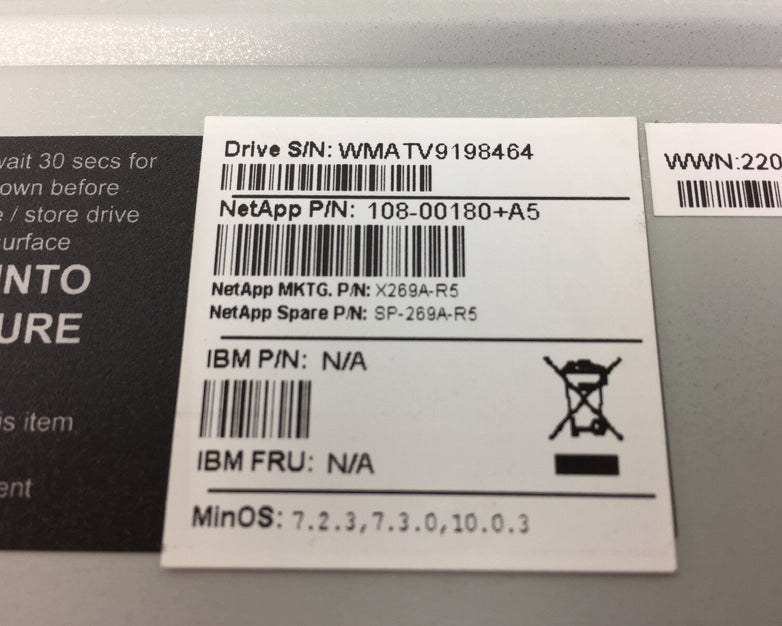 wait 30 secs for
own before
e / store drive
surface
INTO
URE
is item
ent
Drive S/N: WMATV9198464
NetApp P/N: 108-00180+A5
NetApp MKTG. P/N: X269A-R5
NetApp Spare P/N: SP-269A-R5
IBM P/N: N/A
IBM FRU: N/A
MinOS: 7.2.3,7.3.0,10.0.3
WWN:220